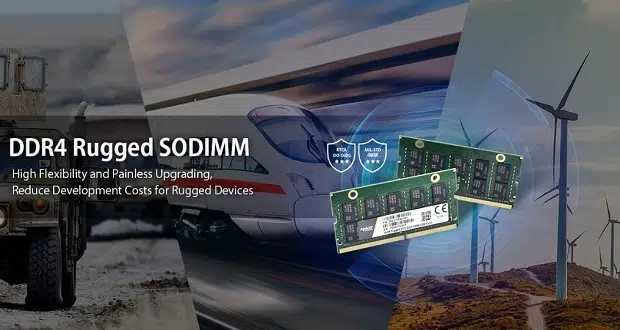 DDR4 Rugged SODIMM
High Flexibility and Painless Upgrading,
Reduce Development Costs for Rugged Devices
RTCA
DO-160G
MIL-STD
-810G